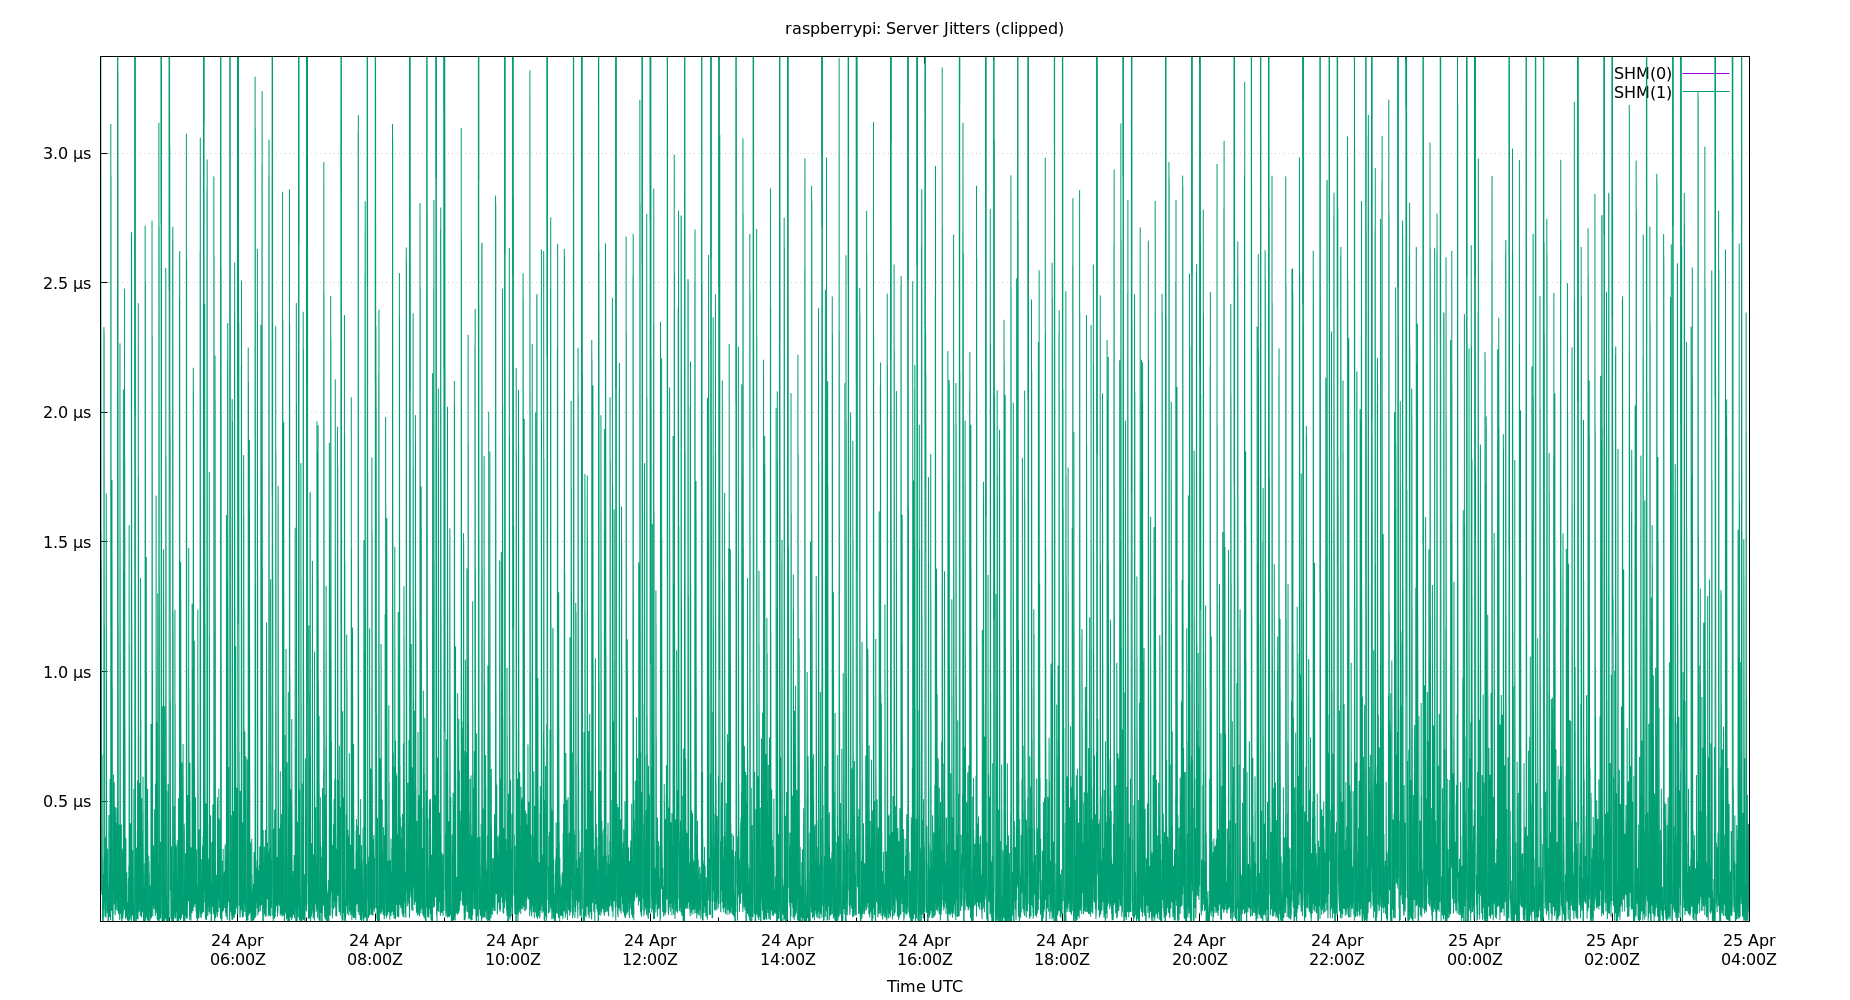 raspberrypi: Server Jitters (clipped)
SHM(0)
SHM(1)
3.0 µs
2.5 µs
2.0 µs
1.5 µs
1.0 µs
0.5 µs
24 Apr 24 Apr 24 Apr 24 Apr 24 Apr 24 Apr 24 Apr 24 Apr 24 Apr 25 Apr 25 Apr 25 Apr
06:00Z 08:00Z 10:00Z 12:00Z 14:00Z 16:00Z 18:00Z 20:00Z 22:00Z 00:00Z 02:00Z 04:00Z
Time UTC